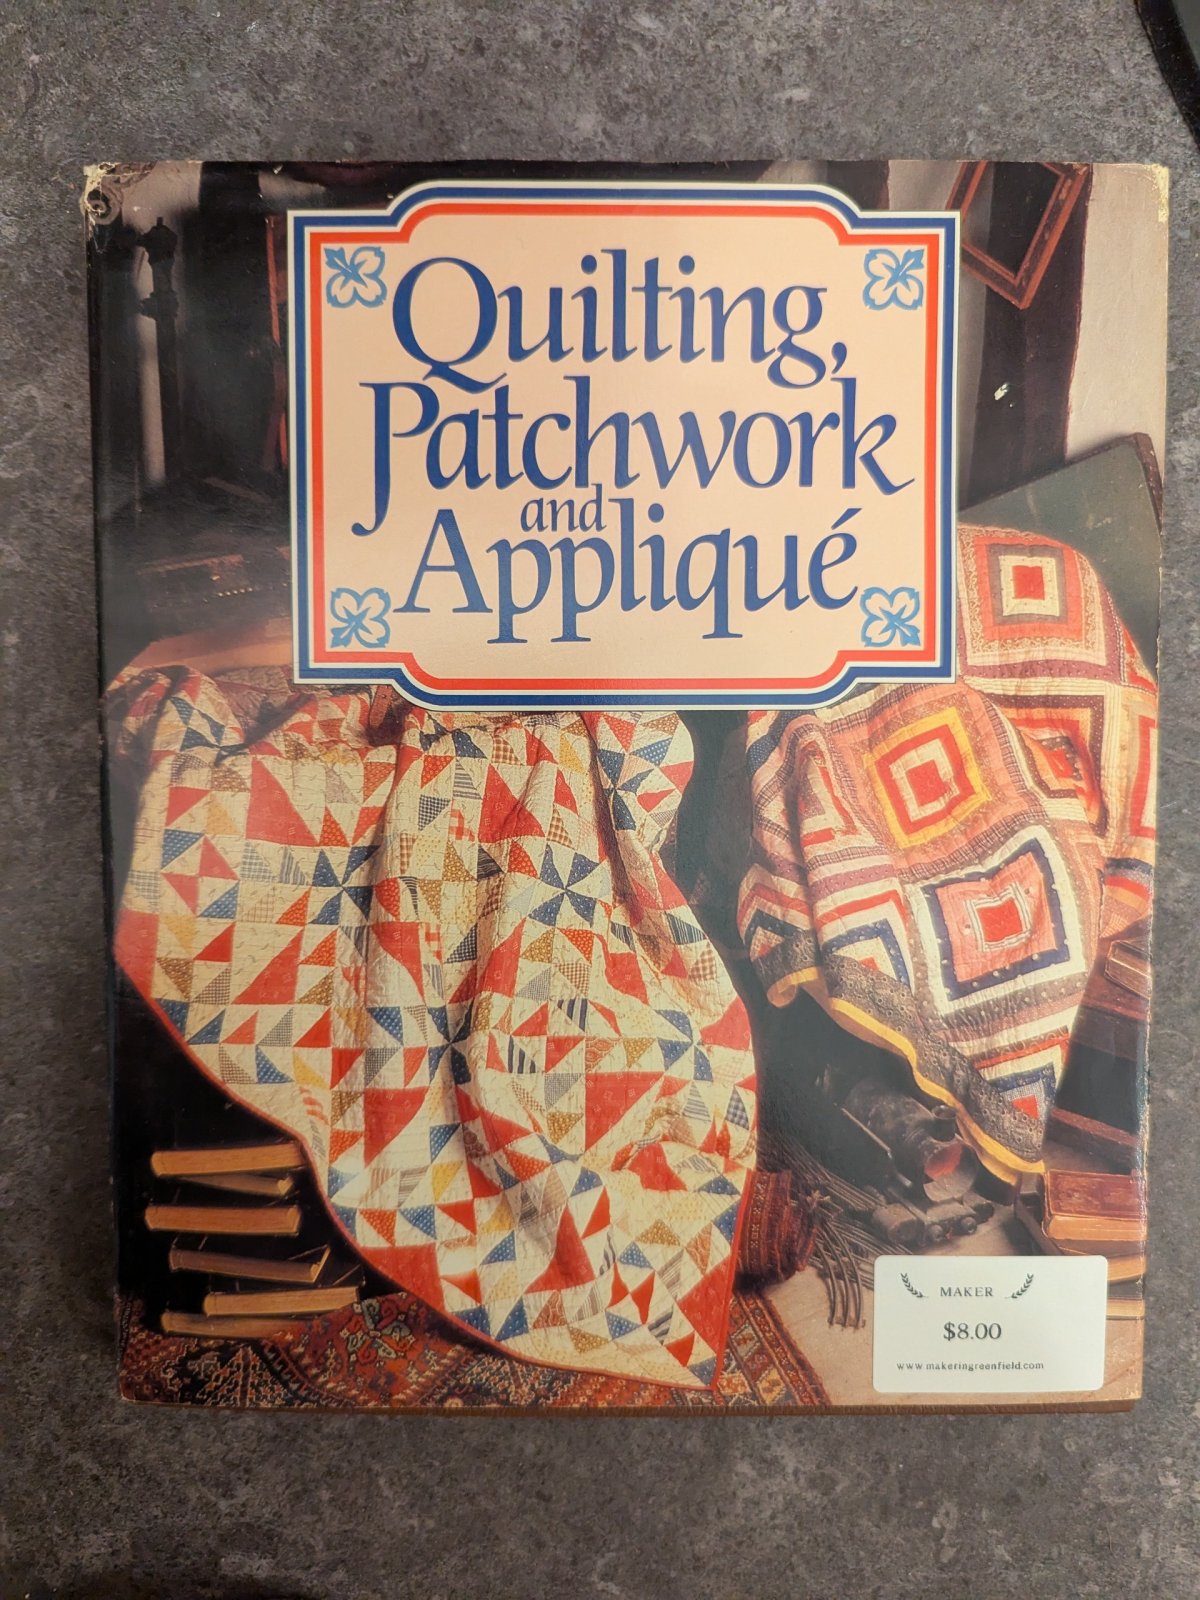 Quilting,
Patchwork
and
Appliqué
MAKER
$8.00
www.makeringreenfield.com